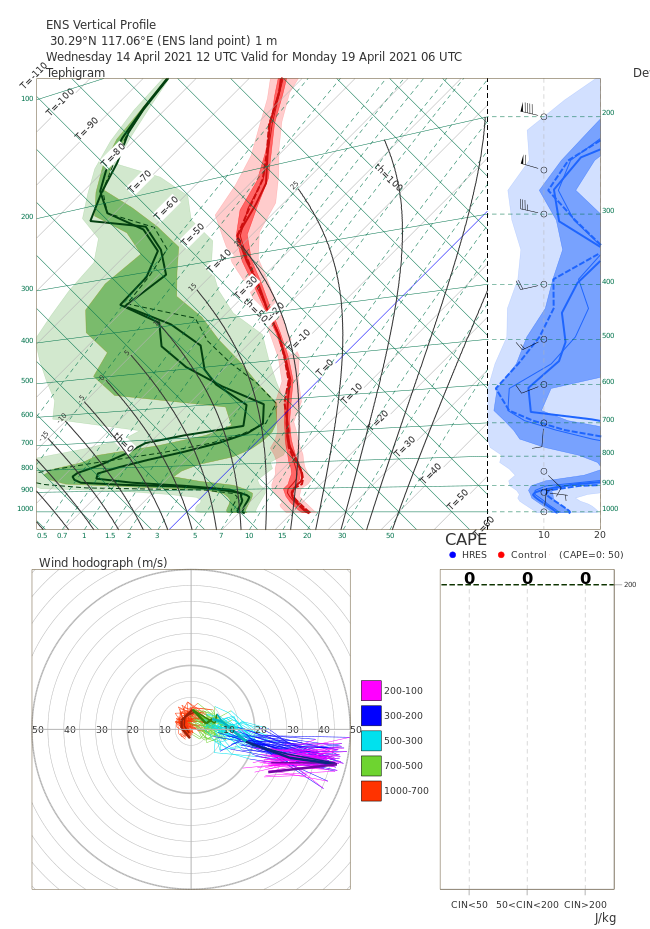 ENS Vertical Profile
30.29°N 117.06°E (ENS land point) 1 m
Wednesday 14 April 2021 12 UTC Valid for Monday 19 April 2021 06 UTC
Tephigram
De
T=-110
T=-100
T=-90
T=-80
T=-70
T=-60
T=-50
T=-40
T=-30
T=-20
T=-10
T=0
T=10
T=20
T=30
T=40
T=50
T=60
th=100
th=50
th=0
25
15
5
-5
-10
-15
100
200
300
400
500
600
700
800
900
1000
0.5 0.7 1 1.5 2 3 5 7 10 15 20 30 50
200
300
400
500
600
700
800
900
1000
10 20
CAPE
HRES Control (CAPE=0: 50)
0 0 0
200
CIN<50 50<CIN<200 CIN>200
J/kg
Wind hodograph (m/s)
50 40 30 20 10 10 20 30 40 50
200-100
300-200
500-300
700-500
1000-700